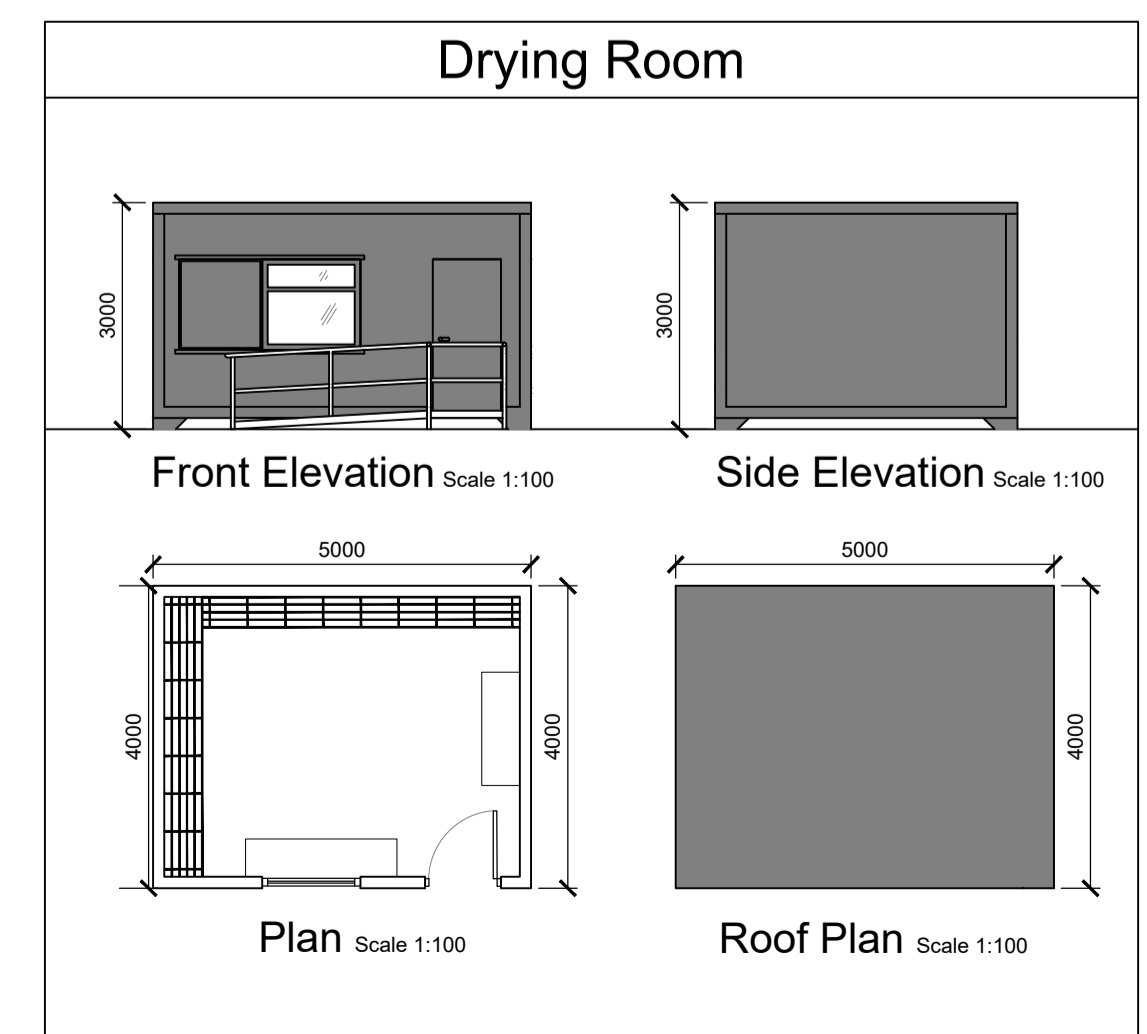 Drying Room
3000
3000
Front Elevation Scale 1:100
Side Elevation Scale 1:100
5000
5000
4000
4000
4000
Plan Scale 1:100
Roof Plan Scale 1:100